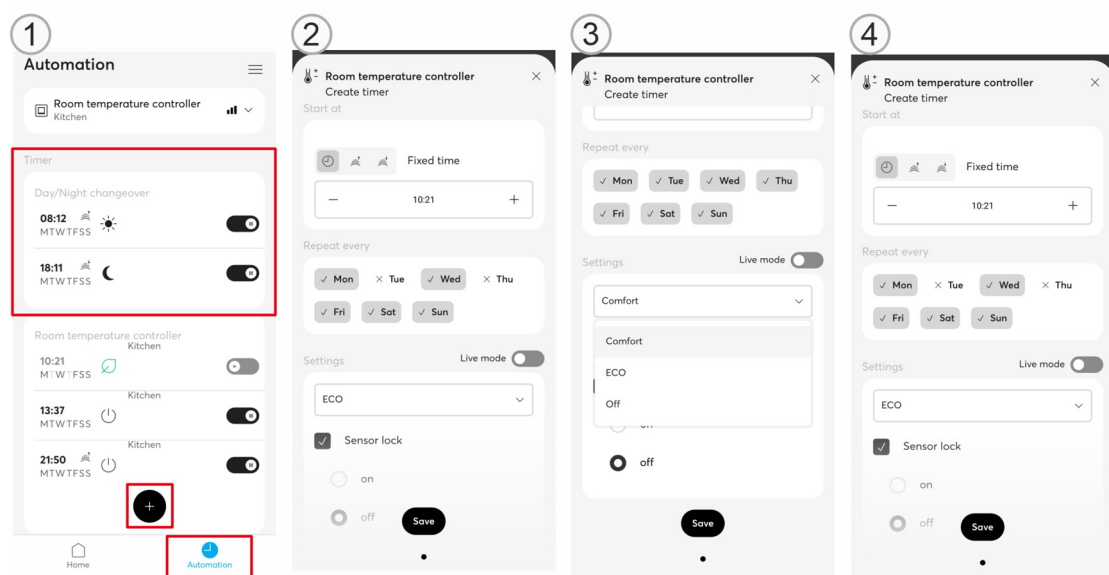 1
Automation
Room temperature controller
Kitchen
Timer
Day/Night changeover
08:12
MTWTFSS
18:11
MTWTFSS
Room temperature controller
Kitchen
10:21
MTWTFSS
Kitchen
13:37
MTWTFSS
Kitchen
21:50
MTWTFSS
+
Home
Automation
2
Room temperature controller
Create timer
Start at
Fixed time
− 10:21 +
Repeat every
✓ Mon × Tue ✓ Wed × Thu
✓ Fri ✓ Sat ✓ Sun
Settings Live mode
ECO
Sensor lock
on
off
Save
3
Room temperature controller
Create timer
Repeat every
✓ Mon ✓ Tue ✓ Wed ✓ Thu
✓ Fri ✓ Sat ✓ Sun
Settings Live mode
Comfort
Comfort
ECO
Off
off
Save
4
Room temperature controller
Create timer
Start at
Fixed time
− 10:21 +
Repeat every
✓ Mon × Tue ✓ Wed × Thu
✓ Fri ✓ Sat ✓ Sun
Settings Live mode
ECO
Sensor lock
on
off
Save